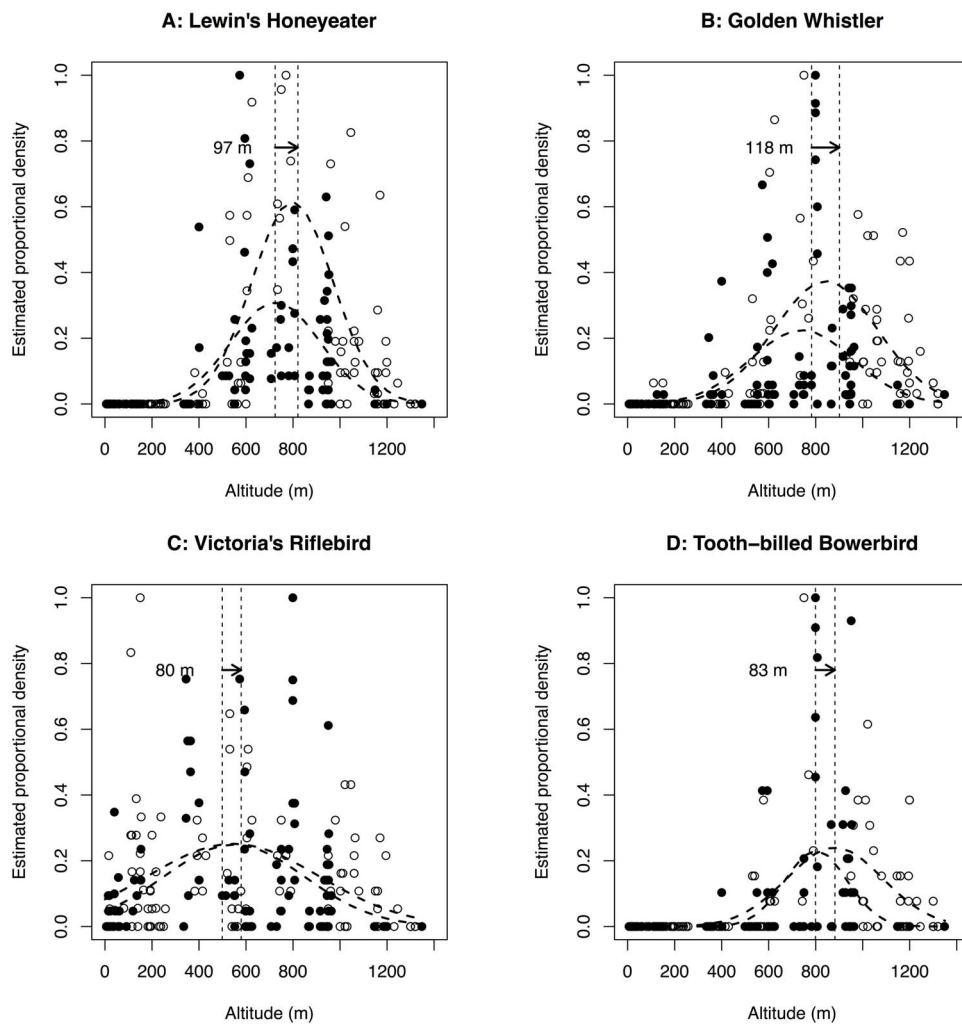 A: Lewin's Honeyeater
Estimated proportional density
1.0
0.8
0.6
0.4
0.2
0.0
97 m
0 200 400 600 800 1200
Altitude (m)
B: Golden Whistler
Estimated proportional density
1.0
0.8
0.6
0.4
0.2
0.0
118 m
0 200 400 600 800 1200
Altitude (m)
C: Victoria's Riflebird
Estimated proportional density
1.0
0.8
0.6
0.4
0.2
0.0
80 m
0 200 400 600 800 1200
Altitude (m)
D: Tooth−billed Bowerbird
Estimated proportional density
1.0
0.8
0.6
0.4
0.2
0.0
83 m
0 200 400 600 800 1200
Altitude (m)